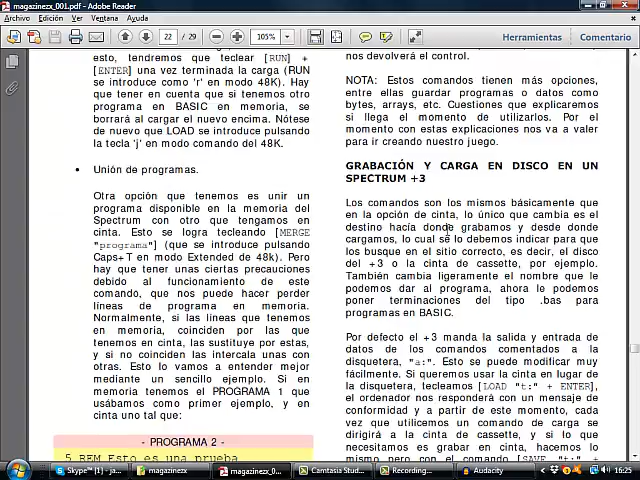 magazinezx_001.pdf - Adobe Reader
Archivo Edición Ver Ventana Ayuda
22 / 29
105%
Herramientas
Comentario
esto, tendremos que teclear [RUN] +
[ENTER] una vez terminada la carga (RUN
se introduce como 'r' en modo 48K). Hay
que tener en cuenta que si tenemos otro
programa en BASIC en memoria, se
borrará al cargar el nuevo encima. Nótese
de nuevo que LOAD se introduce pulsando
la tecla 'j' en modo comando del 48K.
• Unión de programas.
Otra opción que tenemos es unir un
programa disponible en la memoria del
Spectrum con otro que tengamos en
cinta. Esto se logra tecleando [MERGE
"programa"] (que se introduce pulsando
Caps+T en modo Extended de 48k). Pero
hay que tener unas ciertas precauciones
debido al funcionamiento de este
comando, que nos puede hacer perder
líneas de programa en memoria.
Normalmente, si las líneas que tenemos
en memoria, coinciden por las que
tenemos en cinta, las sustituye por estas,
y si no coinciden las intercala unas con
otras. Esto lo vamos a entender mejor
mediante un sencillo ejemplo. Si en
memoria tenemos el PROGRAMA 1 que
usábamos como primer ejemplo, y en
cinta uno tal que:
- PROGRAMA 2 -
5 REM Esto es una prueba
nos devolverá el control.
NOTA: Estos comandos tienen más opciones,
entre ellas guardar programas o datos como
bytes, arrays, etc. Cuestiones que explicaremos
si llega el momento de utilizarlos. Por el
momento con estas explicaciones nos va a valer
para ir creando nuestro juego.
GRABACIÓN Y CARGA EN DISCO EN UN
SPECTRUM +3
Los comandos son los mismos básicamente que
en la opción de cinta, lo único que cambia es el
destino hacía donde grabamos y desde donde
cargamos, lo cual se lo debemos indicar para que
los busque en el sitio correcto, es decir, el disco
del +3 o la cinta de cassette, por ejemplo.
También cambia ligeramente el nombre que le
podemos dar al programa, ahora le podemos
poner terminaciones del tipo .bas para
programas en BASIC.
Por defecto el +3 manda la salida y entrada de
datos de los comandos comentados a la
disquetera, "a:". Esto se puede modificar muy
fácilmente. Si queremos usar la cinta en lugar de
la disquetera, tecleamos [LOAD "t:" + ENTER],
el ordenador nos responderá con un mensaje de
conformidad y a partir de este momento, cada
vez que utilicemos un comando de carga se
dirigirá a la cinta de cassette, y si lo que
necesitamos es grabar en cinta, hacemos lo
mismo pero con el comando [SAVE "t:" +
Skype™ [1] - ja...
magazinezx
magazinezx_0...
Camtasia Stud...
Recording...
Audacity
16:25